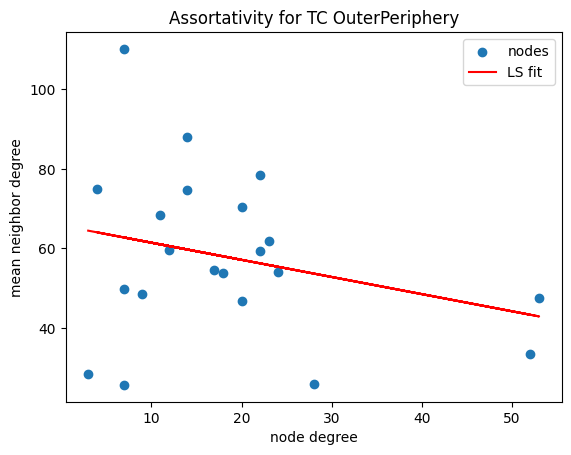 Assortativity for TC OuterPeriphery
nodes
LS fit
mean neighbor degree
100
80
60
40
10
20
30
40
50
node degree